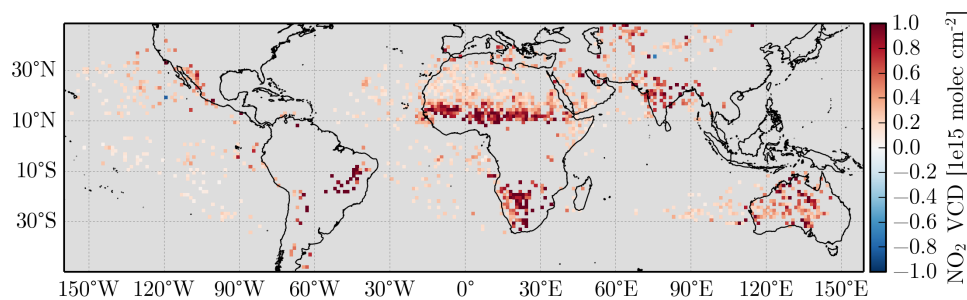 30°N
10°N
10°S
30°S
150°W 120°W 90°W 60°W 30°W 0° 30°E 60°E 90°E 120°E 150°E
1.0
0.8
0.6
0.4
0.2
0.0
−0.2
−0.4
−0.6
−0.8
−1.0
NO₂ VCD [1e15 molec cm⁻²]